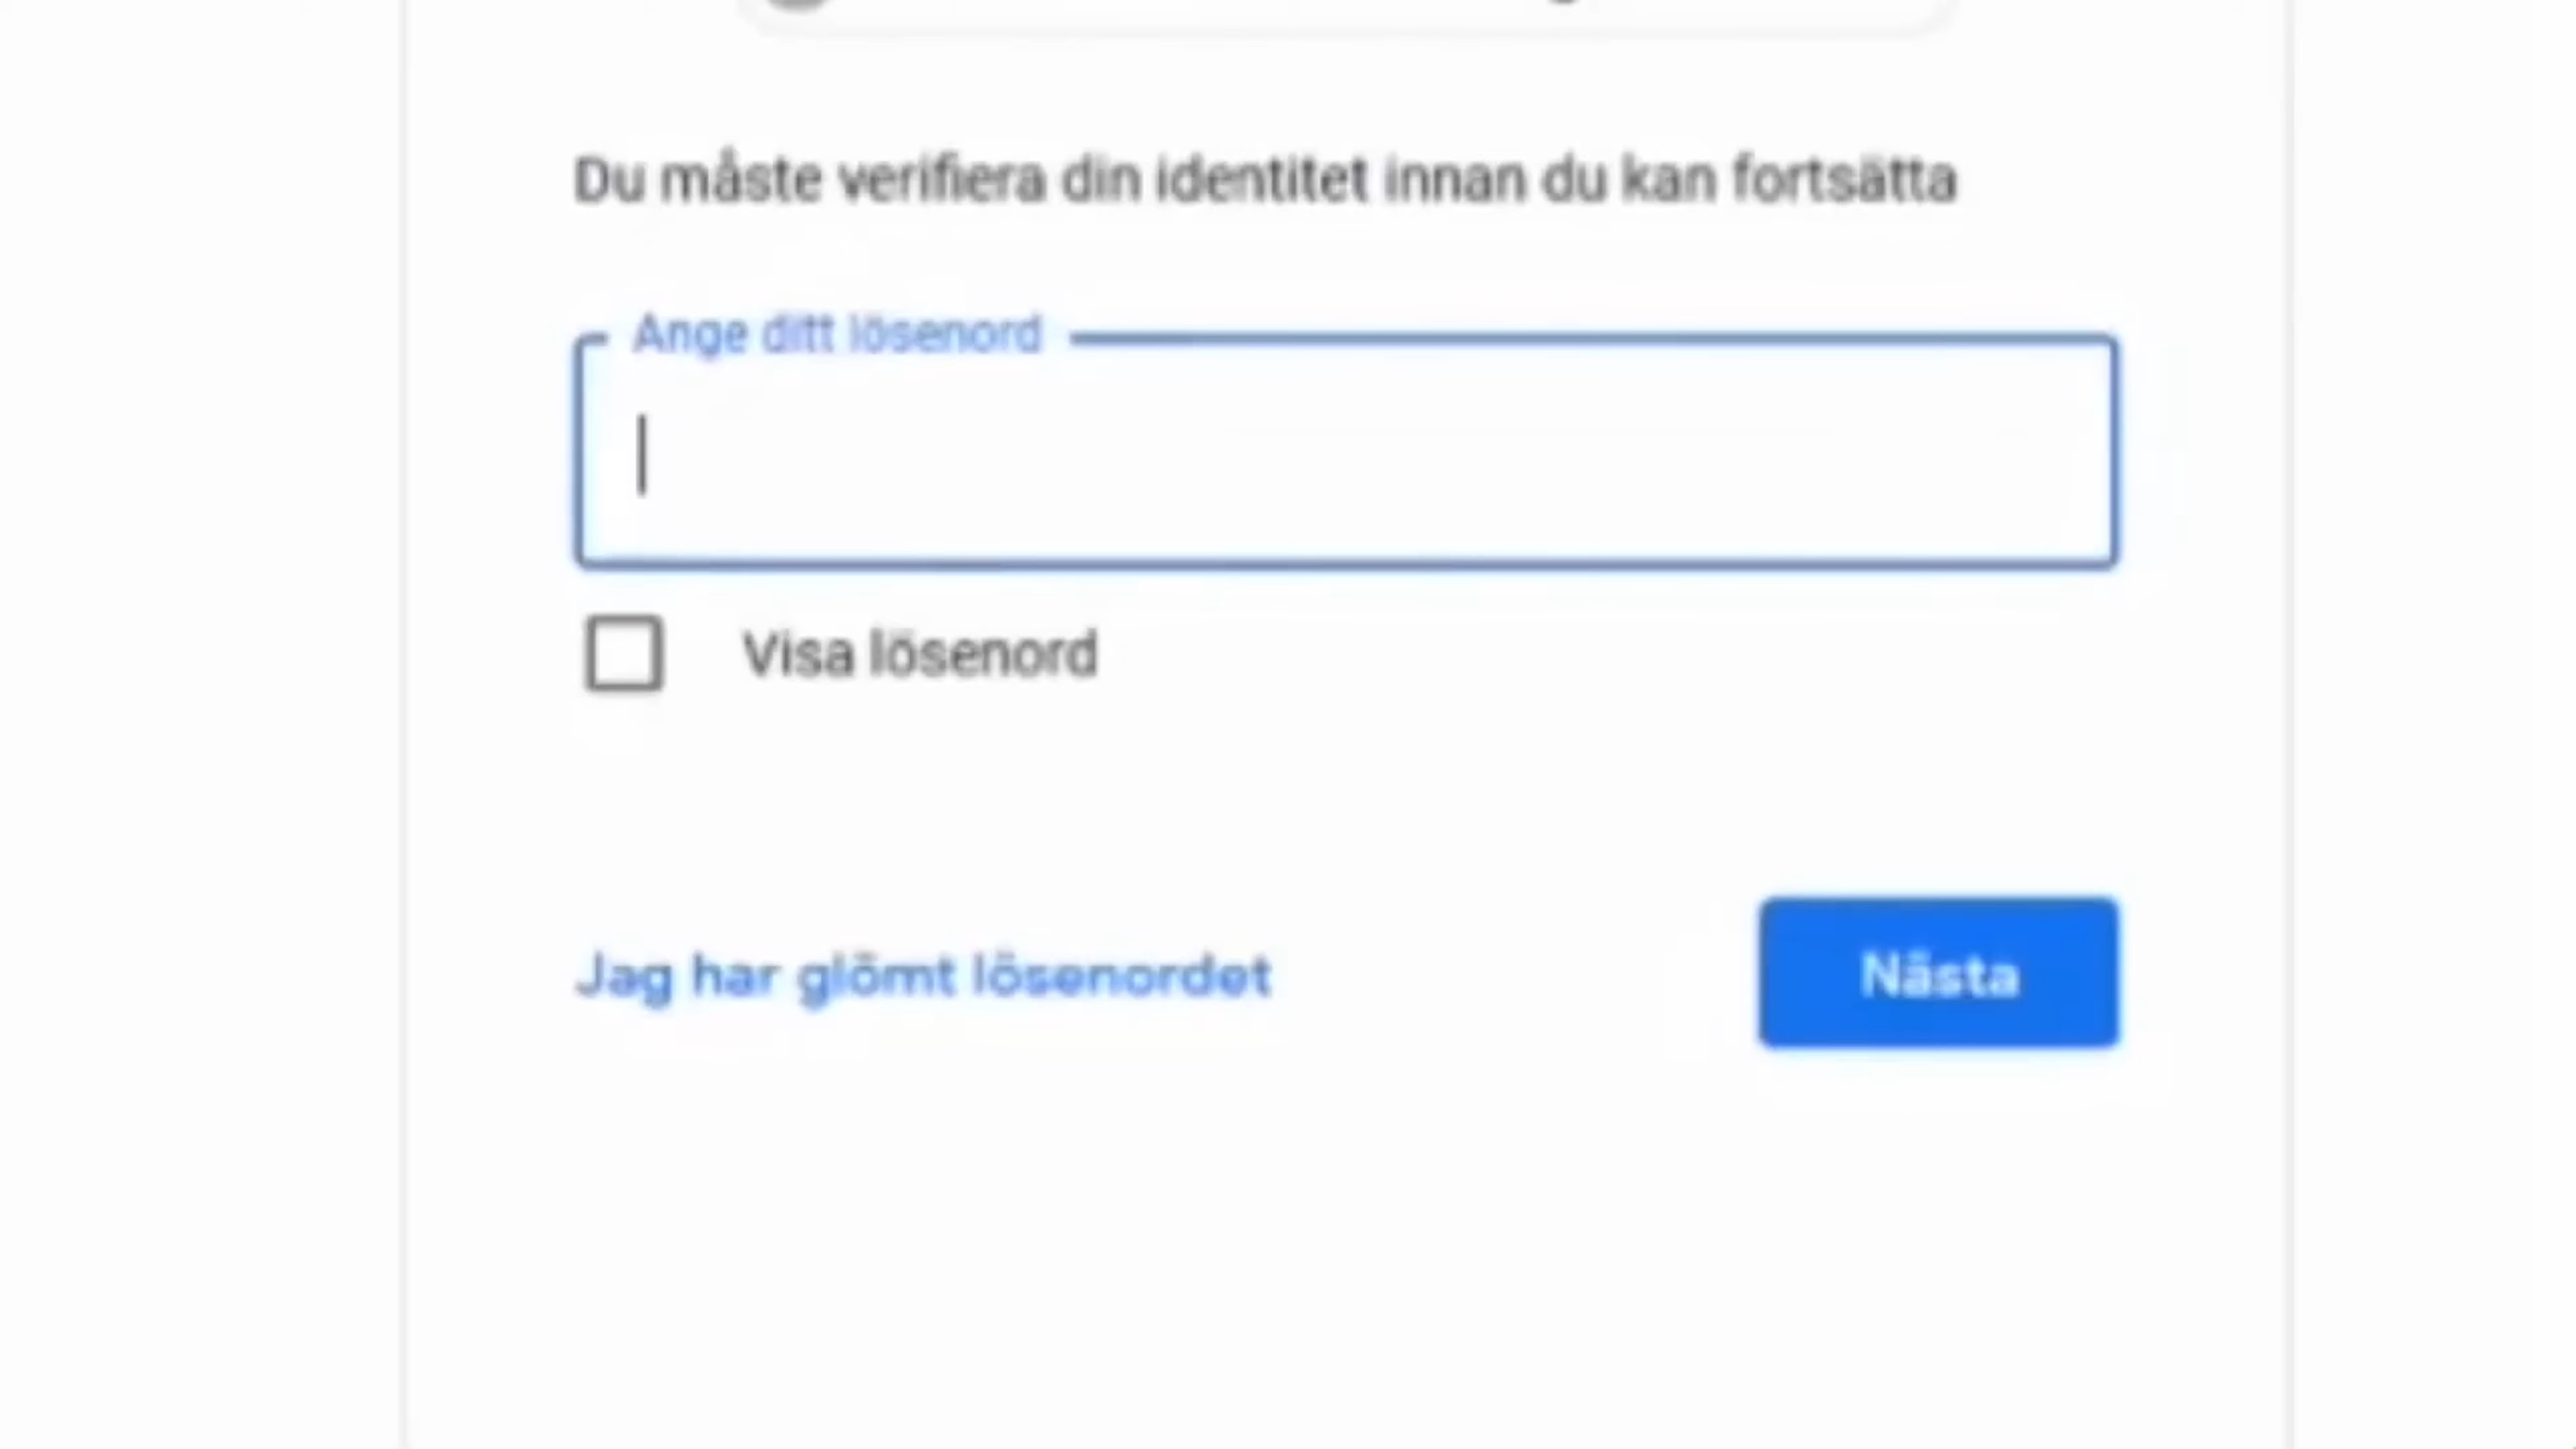 Du måste verifiera din identitet innan du kan fortsätta
Ange ditt lösenord
Visa lösenord
Jag har glömt lösenordet
Nästa